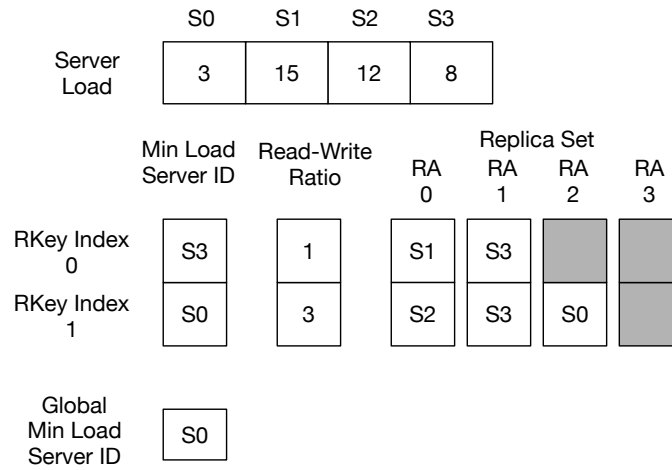 S0 S1 S2 S3
Server
Load
3 15 12 8
Replica Set
Min Load
Server ID
Read-Write
Ratio
RA
0
RA
1
RA
2
RA
3
RKey Index
0
S3 1 S1 S3
RKey Index
1
S0 3 S2 S3 S0
Global
Min Load
Server ID
S0